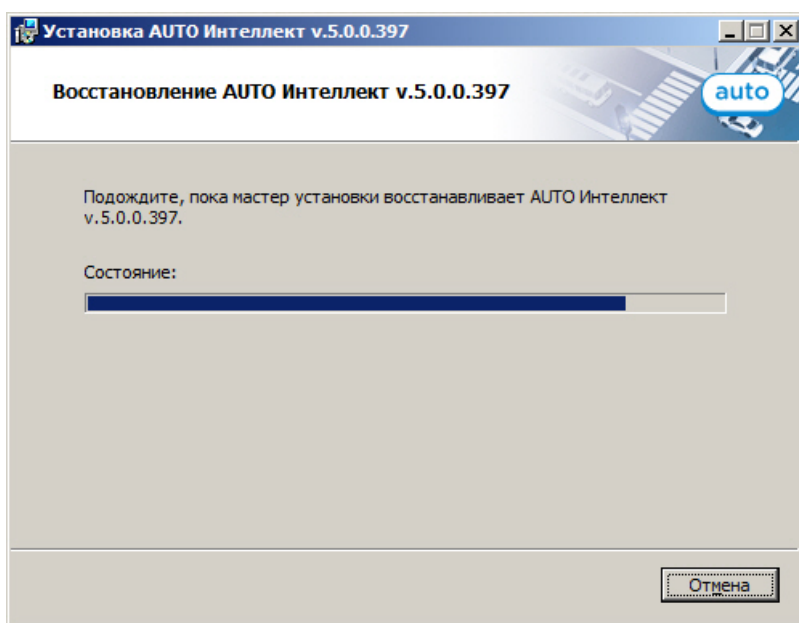 Установка AUTO Интеллект v.5.0.0.397
Восстановление AUTO Интеллект v.5.0.0.397
auto
Подождите, пока мастер установки восстанавливает AUTO Интеллект
v.5.0.0.397.
Состояние:
Отмена